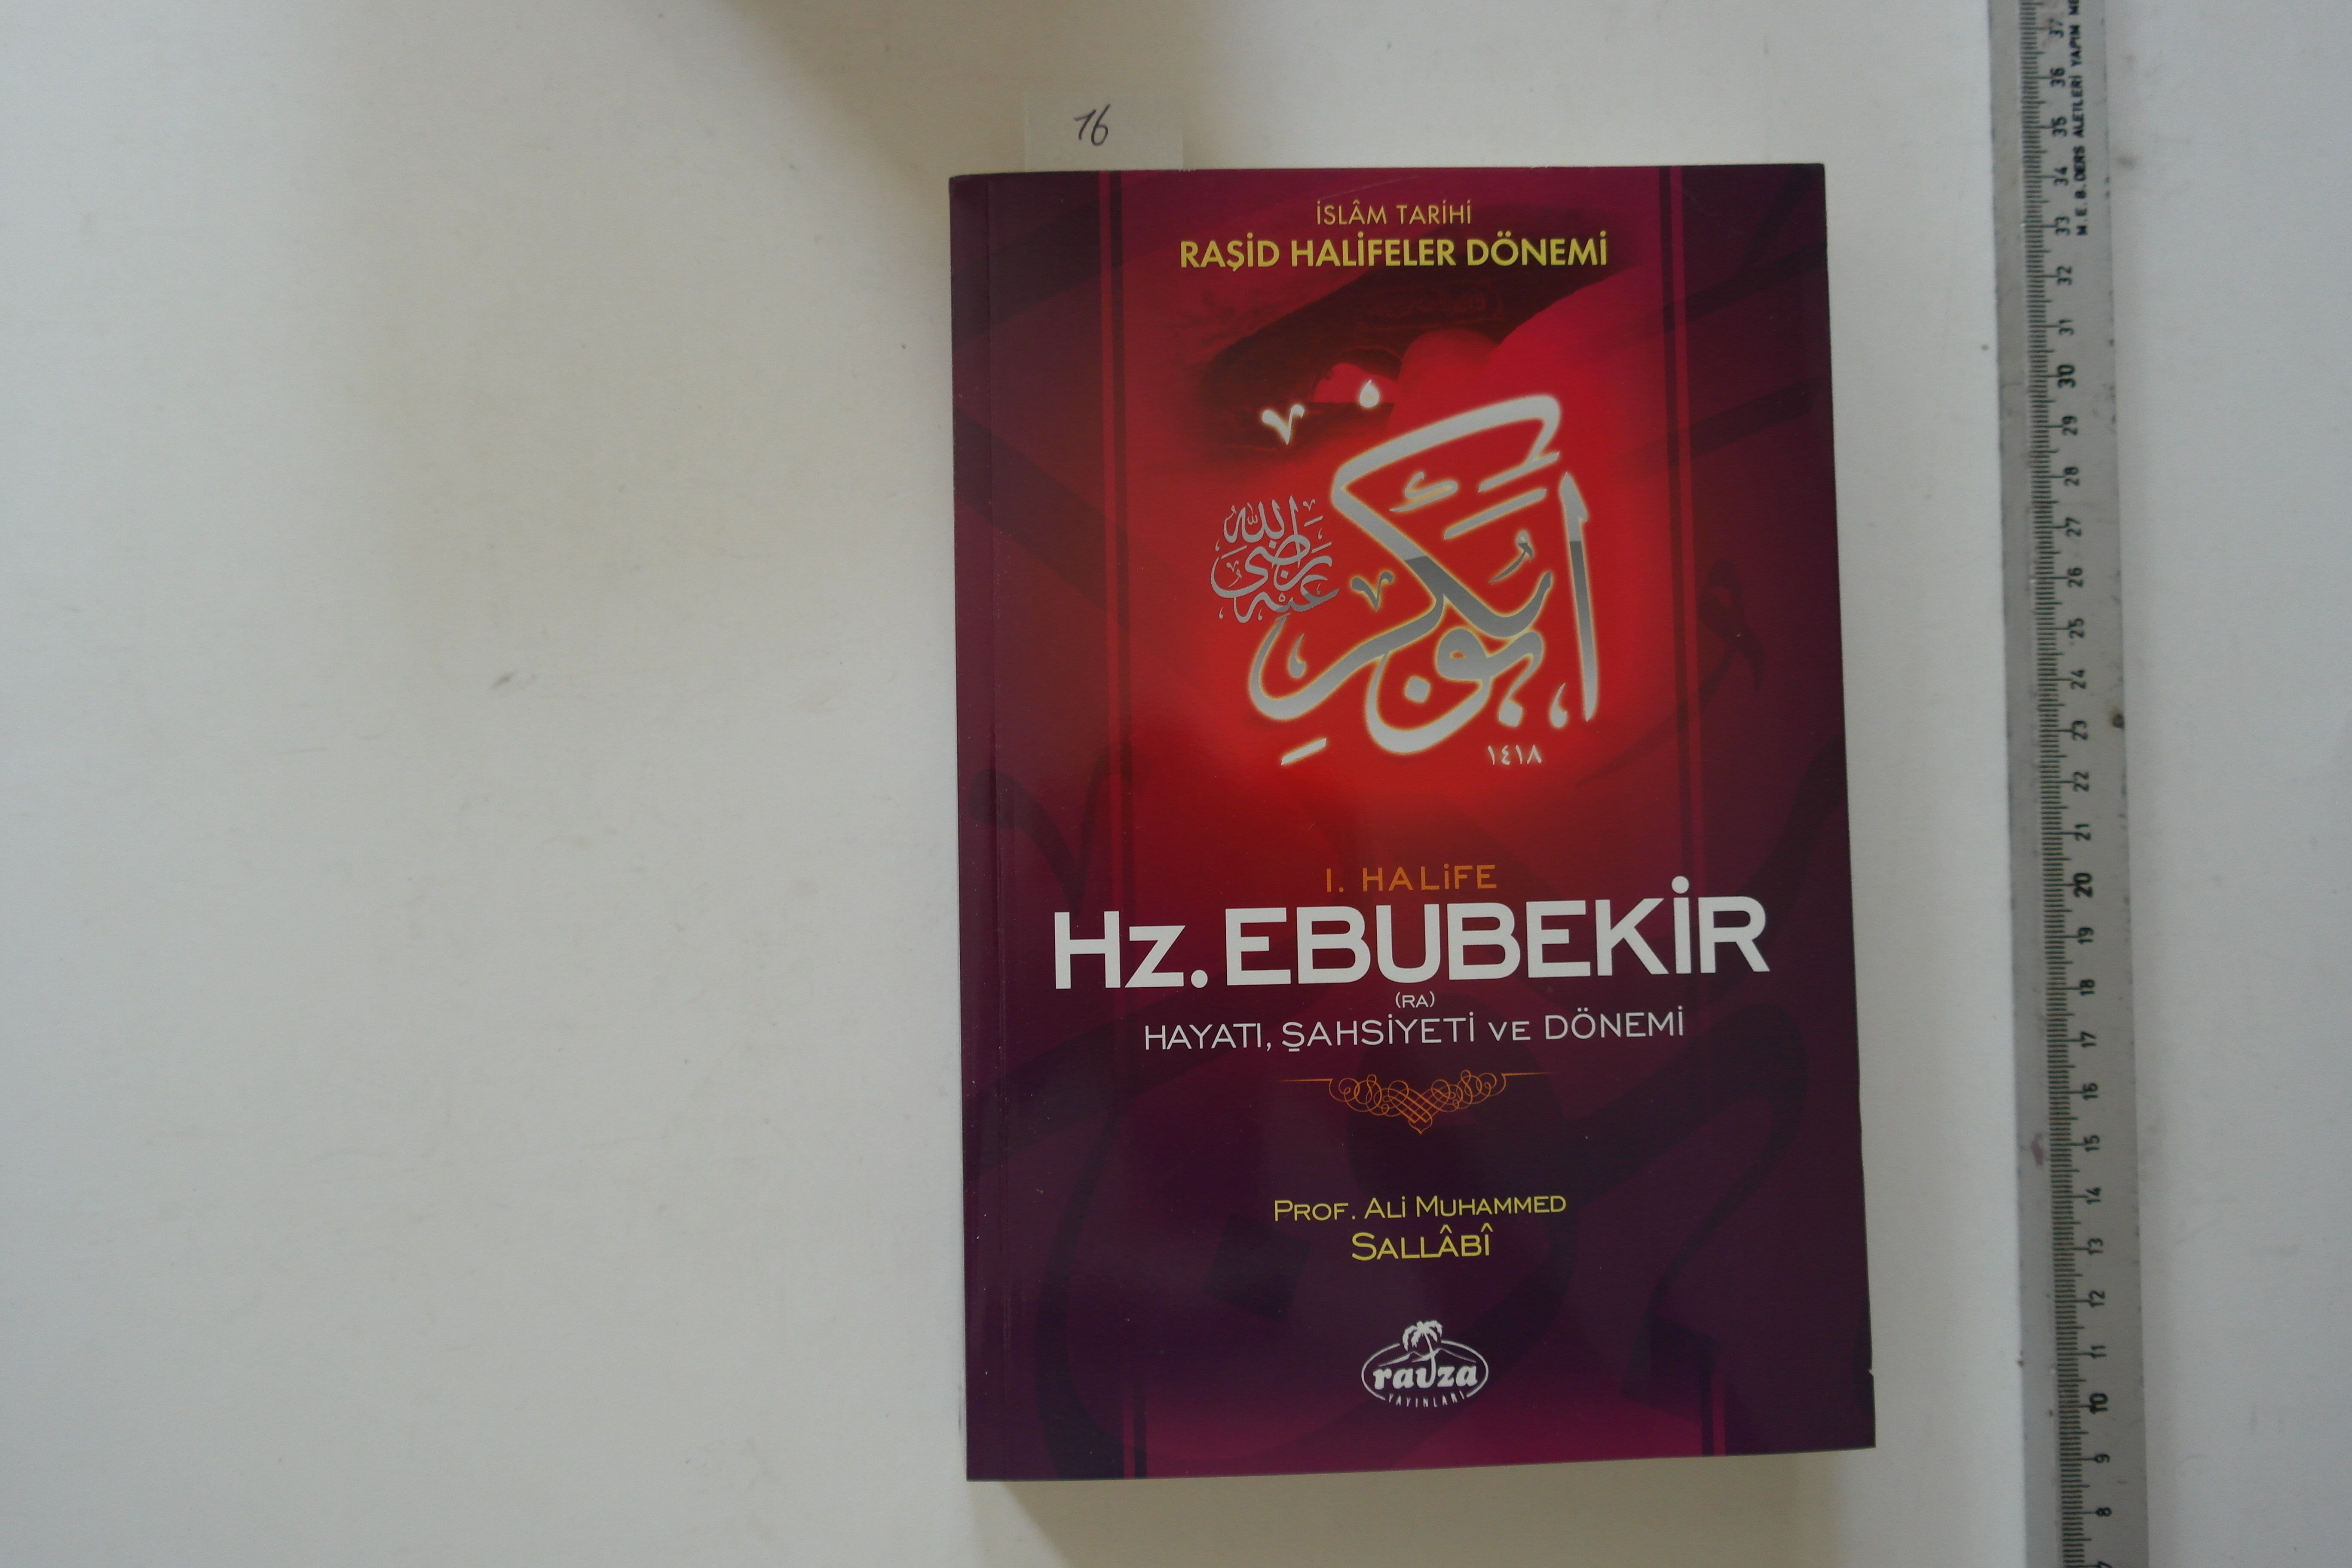 16
İSLÂM TARİHİ
RAŞİD HALİFELER DÖNEMİ
أبو بكر
رضي الله عنه
١٤١٨
I. HALİFE
Hz. EBUBEKİR
(RA)
HAYATI, ŞAHSİYETİ VE DÖNEMİ
PROF. ALİ MUHAMMED
SALLÂBÎ
ravza
YAYINLARI
M.E.B. DERS ALETLERİ YAPIM
37
36
35
34
33
32
31
30
29
28
27
26
25
24
23
22
21
20
19
18
17
16
15
14
13
12
11
10
9
8